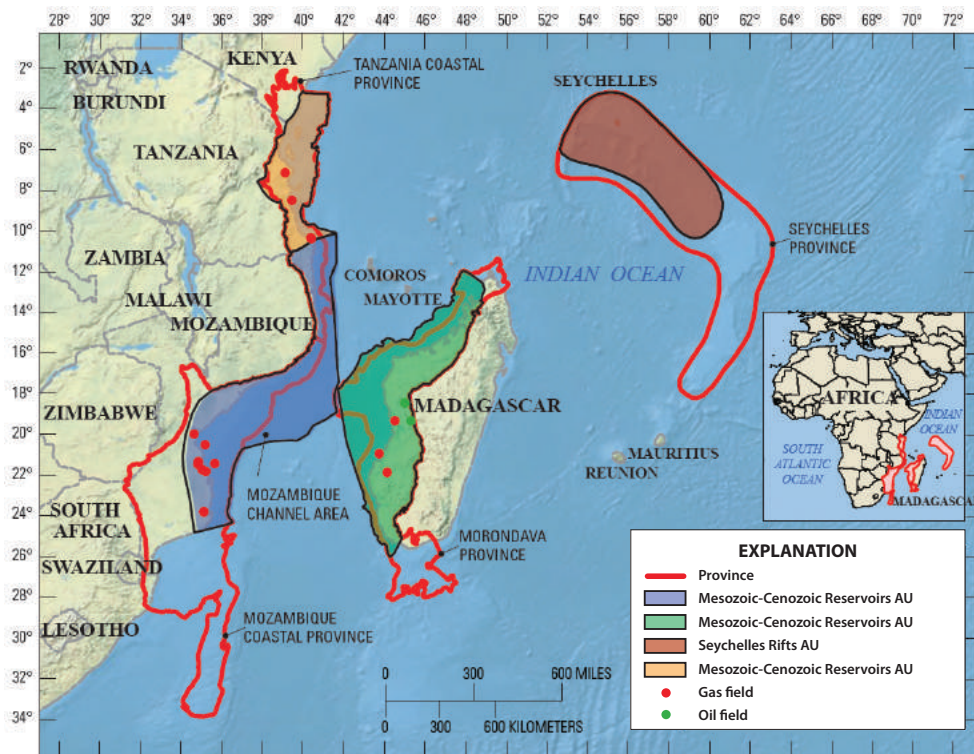 28° 30° 32° 34° 36° 38° 40° 42° 44° 46° 48° 50° 52° 54° 56° 58° 60° 62° 64° 66° 68° 70° 72°
2°
4°
6°
8°
10°
12°
14°
16°
18°
20°
22°
24°
26°
28°
30°
32°
34°
RWANDA
BURUNDI
KENYA
TANZANIA COASTAL
PROVINCE
TANZANIA
SEYCHELLES
SEYCHELLES
PROVINCE
ZAMBIA
MALAWI
MOZAMBIQUE
COMOROS
MAYOTTE
INDIAN OCEAN
ZIMBABWE
MADAGASCAR
MAURITIUS
REUNION
MOZAMBIQUE
CHANNEL AREA
SOUTH
AFRICA
SWAZILAND
LESOTHO
MORONDAVA
PROVINCE
MOZAMBIQUE
COASTAL PROVINCE
0 300 600 MILES
0 300 600 KILOMETERS
AFRICA
INDIAN
OCEAN
SOUTH
ATLANTIC
OCEAN
MADAGASCA
EXPLANATION
Province
Mesozoic-Cenozoic Reservoirs AU
Mesozoic-Cenozoic Reservoirs AU
Seychelles Rifts AU
Mesozoic-Cenozoic Reservoirs AU
Gas field
Oil field